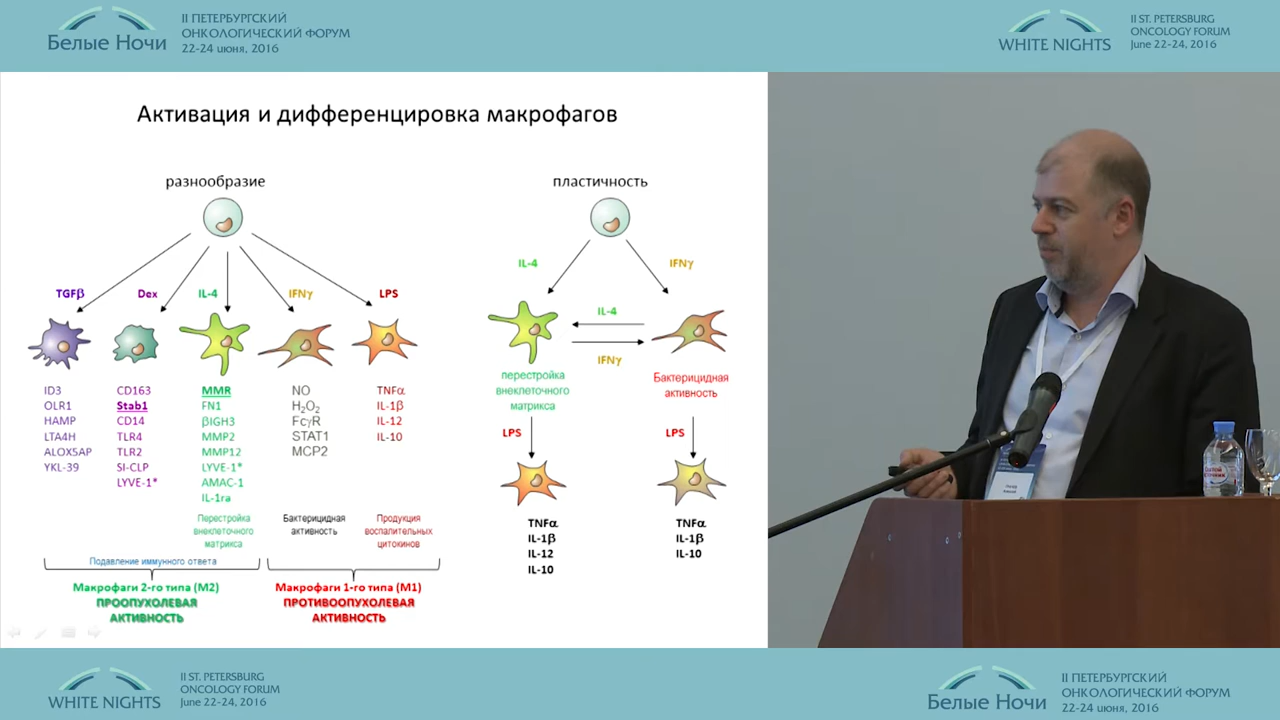 Белые Ночи
II ПЕТЕРБУРГСКИЙ
ОНКОЛОГИЧЕСКИЙ ФОРУМ
22-24 июня, 2016
WHITE NIGHTS
II ST. PETERSBURG
ONCOLOGY FORUM
June 22-24, 2016
Активация и дифференцировка макрофагов
разнообразие
TGFβ
Dex
IL-4
IFNγ
LPS
ID3
OLR1
HAMP
LTA4H
ALOX5AP
YKL-39
CD163
Stab1
CD14
TLR4
TLR2
SI-CLP
LYVE-1*
MMR
FN1
βIGH3
MMP2
MMP12
LYVE-1*
AMAC-1
IL-1ra
NO
H2O2
FcγR
STAT1
MCP2
TNFα
IL-1β
IL-12
IL-10
Перестройка
внеклеточного
матрикса
Бактерицидная
активность
Продукция
воспалительных
цитокинов
Подавление иммунного ответа
Макрофаги 2-го типа (М2)
ПРООПУХОЛЕВАЯ
АКТИВНОСТЬ
Макрофаги 1-го типа (М1)
ПРОТИВООПУХОЛЕВАЯ
АКТИВНОСТЬ
пластичность
IL-4
IFNγ
IL-4
IFNγ
перестройка
внеклеточного
матрикса
Бактерицидная
активность
LPS
LPS
TNFα
IL-1β
IL-12
IL-10
TNFα
IL-1β
IL-10
WHITE NIGHTS
II ST. PETERSBURG
ONCOLOGY FORUM
June 22-24, 2016
Белые Ночи
II ПЕТЕРБУРГСКИЙ
ОНКОЛОГИЧЕСКИЙ ФОРУМ
22-24 июня, 2016